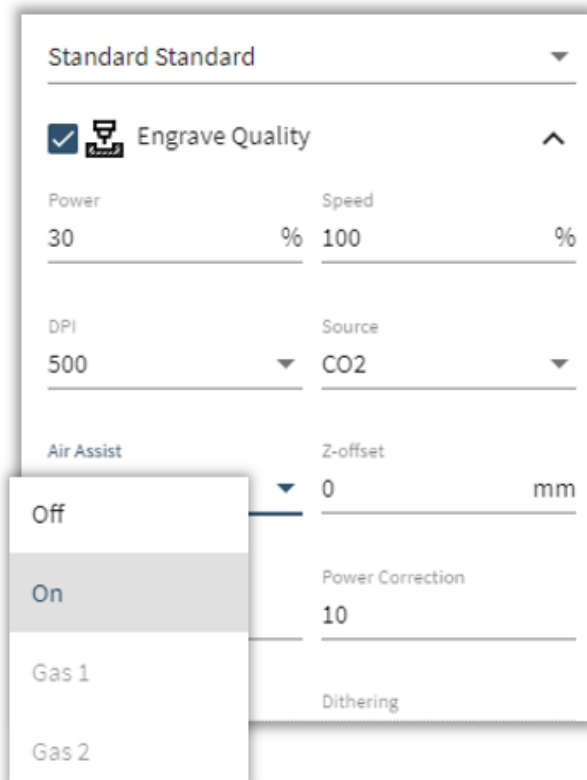 Standard Standard
Engrave Quality
Power Speed
30 % 100 %
DPI Source
500 CO2
Air Assist Z-offset
0 mm
Off
On
Power Correction
10
Gas 1
Dithering
Gas 2